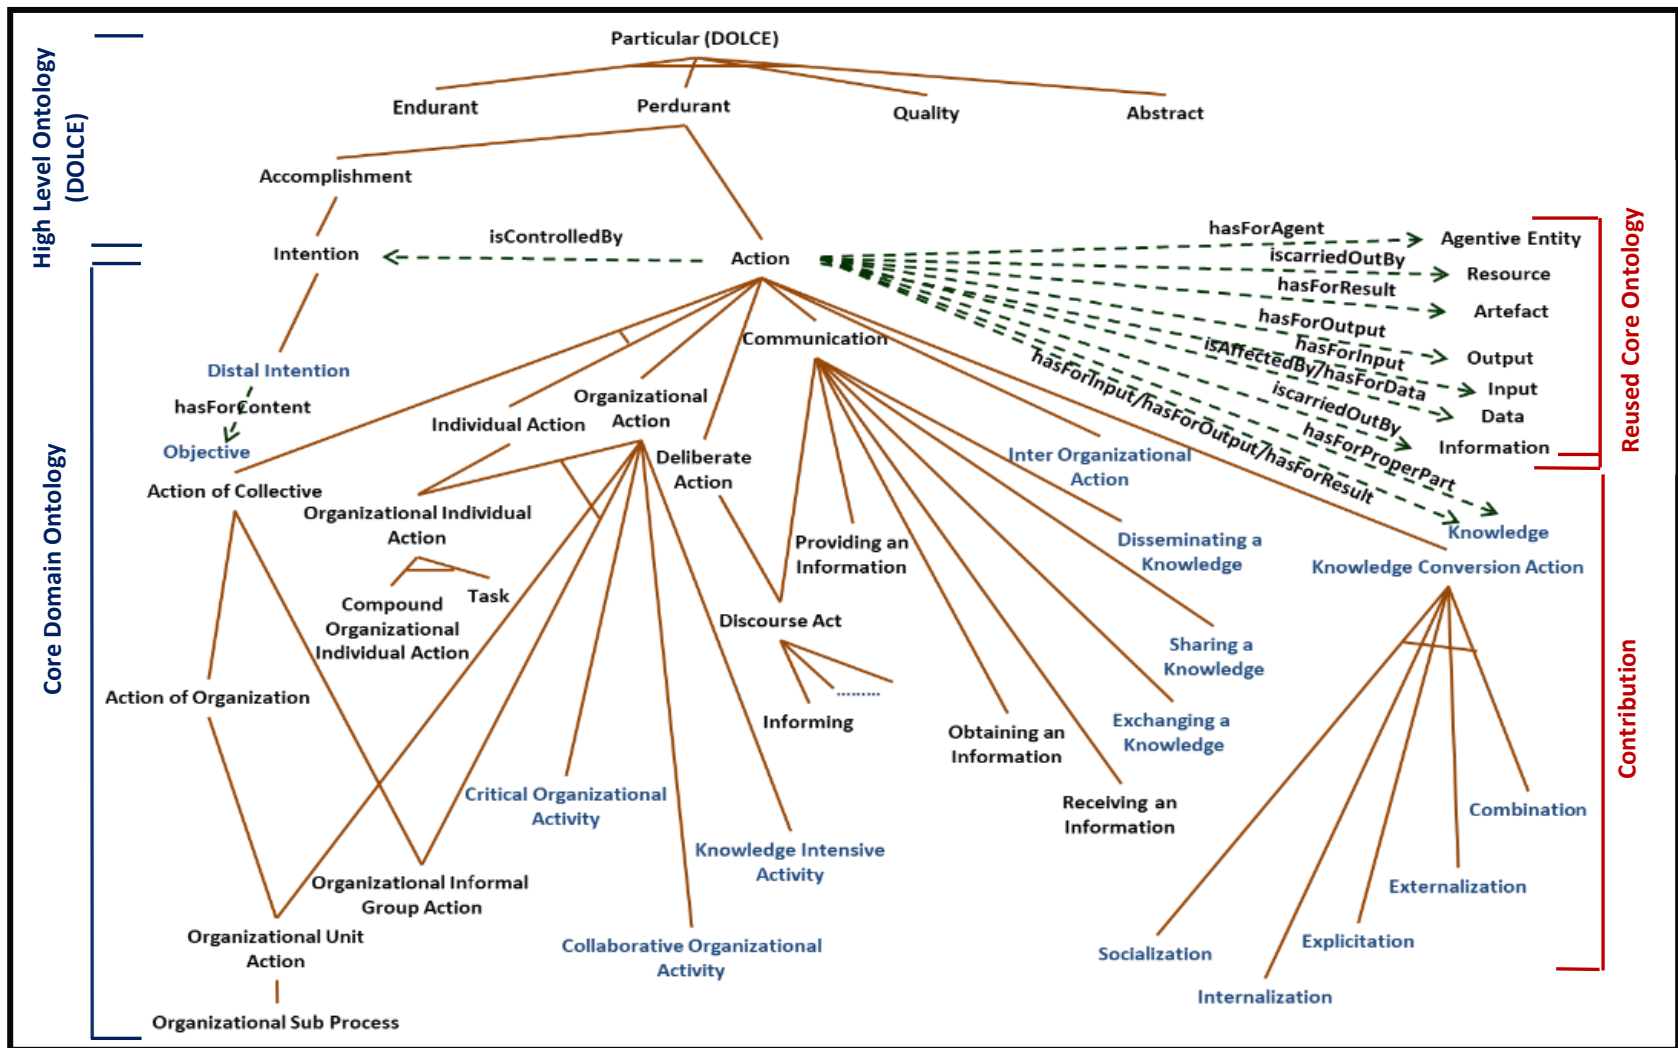 Particular (DOLCE)
Endurant
Perdurant
Quality
Abstract
High Level Ontology
(DOLCE)
Accomplishment
Intention
isControlledBy
Action
hasForAgent
Agentive Entity
iscarriedOutBy
Resource
hasForResult
Artefact
hasForOutput
Output
hasForInput
Input
isAffectedBy/hasForData
Data
iscarriedOutBy
Information
hasForProperPart
hasForInput/hasForOutput/hasForResult
Knowledge
Reused Core Ontology
Communication
Distal Intention
hasForContent
Objective
Core Domain Ontology
Action of Collective
Individual Action
Organizational
Action
Deliberate
Action
Inter Organizational
Action
Organizational Individual
Action
Compound
Organizational
Individual Action
Task
Providing an
Information
Disseminating a
Knowledge
Knowledge Conversion Action
Discourse Act
Sharing a
Knowledge
Contribution
Action of Organization
Informing
.........
Obtaining an
Information
Exchanging a
Knowledge
Critical Organizational
Activity
Receiving an
Information
Combination
Knowledge Intensive
Activity
Organizational Informal
Group Action
Externalization
Organizational Unit
Action
Collaborative Organizational
Activity
Explicitation
Socialization
Internalization
Organizational Sub Process